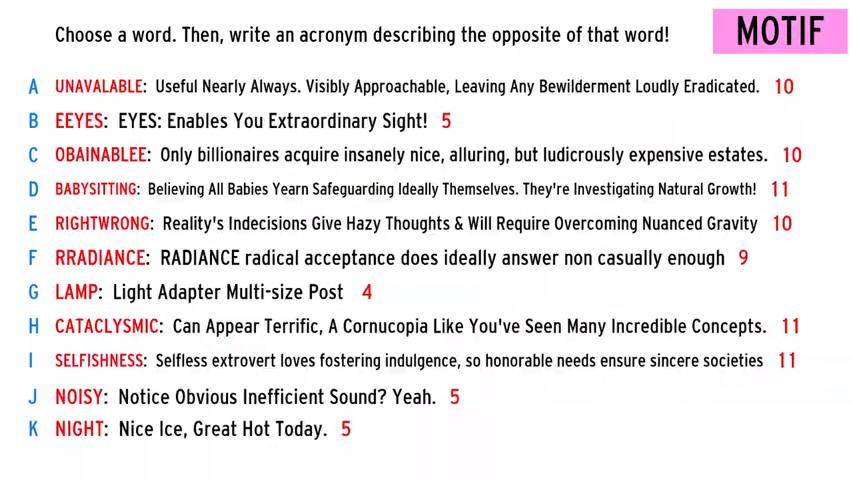 Choose a word. Then, write an acronym describing the opposite of that word!
MOTIF
A UNAVALABLE: Useful Nearly Always. Visibly Approachable, Leaving Any Bewilderment Loudly Eradicated. 10
B EEYES: EYES: Enables You Extraordinary Sight! 5
C OBAINABLEE: Only billionaires acquire insanely nice, alluring, but ludicrously expensive estates. 10
D BABYSITTING: Believing All Babies Yearn Safeguarding Ideally Themselves. They're Investigating Natural Growth! 11
E RIGHTWRONG: Reality's Indecisions Give Hazy Thoughts & Will Require Overcoming Nuanced Gravity 10
F RRADIANCE: RADIANCE radical acceptance does ideally answer non casually enough 9
G LAMP: Light Adapter Multi-size Post 4
H CATACLYSMIC: Can Appear Terrific, A Cornucopia Like You've Seen Many Incredible Concepts. 11
I SELFISHNESS: Selfless extrovert loves fostering indulgence, so honorable needs ensure sincere societies 11
J NOISY: Notice Obvious Inefficient Sound? Yeah. 5
K NIGHT: Nice Ice, Great Hot Today. 5